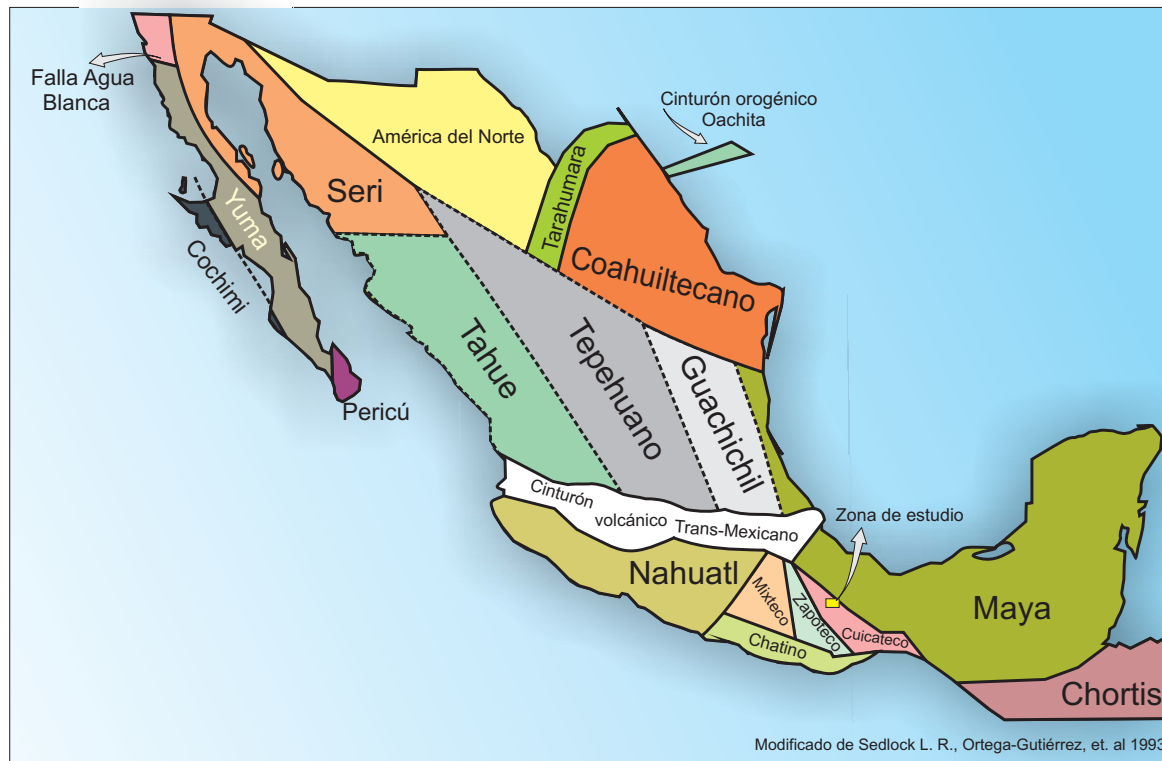 Falla Agua
Blanca
América del Norte
Cinturón orogénico
Oachita
Tarahumara
Seri
Yuma
Cochimi
Coahuiltecano
Tahue
Tepehuano
Guachichil
Pericú
Cinturón
volcánico
Trans-Mexicano
Zona de estudio
Nahuatl
Mixteco
Zapoteco
Cuicateco
Chatino
Maya
Chortis
Modificado de Sedlock L. R., Ortega-Gutiérrez, et. al 1993